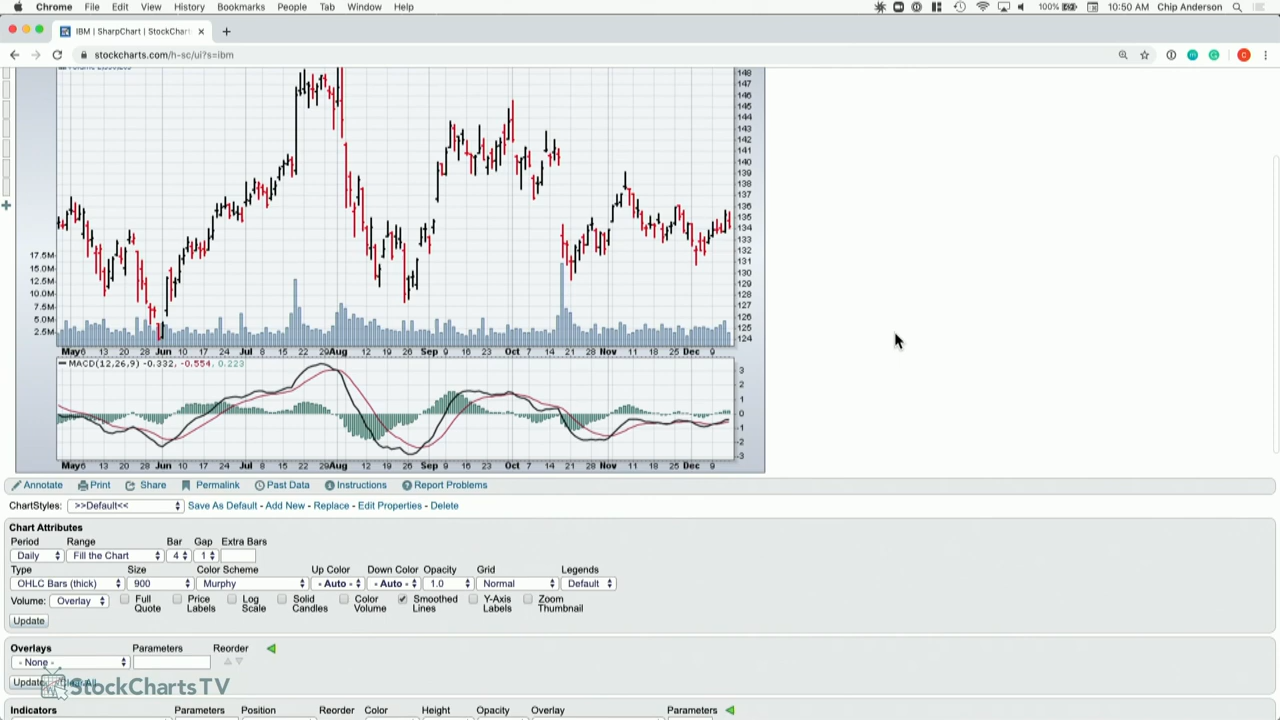 Chrome File Edit View History Bookmarks People Tab Window Help 100% 10:50 AM Chip Anderson
IBM | SharpChart | StockChart
stockcharts.com/h-sc/ui?s=ibm
148
147
146
145
144
143
142
141
140
139
138
137
136
135
134
133
132
131
130
129
128
127
126
125
124
17.5M
15.0M
12.5M
10.0M
7.5M
5.0M
2.5M
May6 13 20 28 Jun 10 17 24 Jul 8 15 22 29Aug 12 19 26 Sep 9 16 23 Oct 7 14 21 28 Nov 11 18 25 Dec 9
MACD(12,26,9) -0.332, -0.554, 0.223
3
2
1
0
-1
-2
-3
May6 13 20 28 Jun 10 17 24 Jul 8 15 22 29Aug 12 19 26 Sep 9 16 23 Oct 7 14 21 28 Nov 11 18 25 Dec 9
Annotate Print Share Permalink Past Data Instructions Report Problems
ChartStyles: >>Default<< Save As Default - Add New - Replace - Edit Properties - Delete
Chart Attributes
Period Range Bar Gap Extra Bars
Daily Fill the Chart 4 1
Type Size Color Scheme Up Color Down Color Opacity Grid Legends
OHLC Bars (thick) 900 Murphy - Auto - - Auto - 1.0 Normal Default
Volume: Overlay Full Quote Price Labels Log Scale Solid Candles Color Volume Smoothed Lines Y-Axis Labels Zoom Thumbnail
Update
Overlays Parameters Reorder
- None -
Update
StockChartsTV
Indicators Parameters Position Reorder Color Height Opacity Overlay Parameters